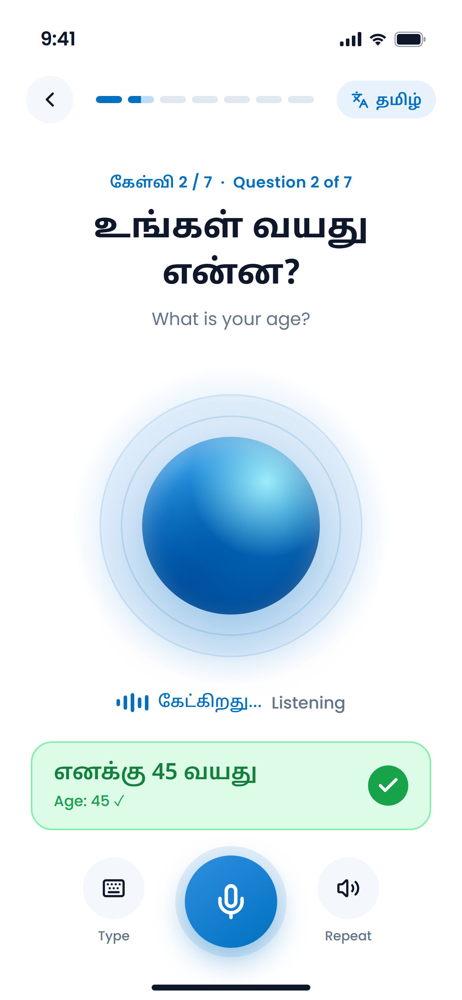 9:41
தமிழ்
கேள்வி 2 / 7 · Question 2 of 7
உங்கள் வயது
என்ன?
What is your age?
கேட்கிறது... Listening
எனக்கு 45 வயது
Age: 45 ✓
Type
Repeat